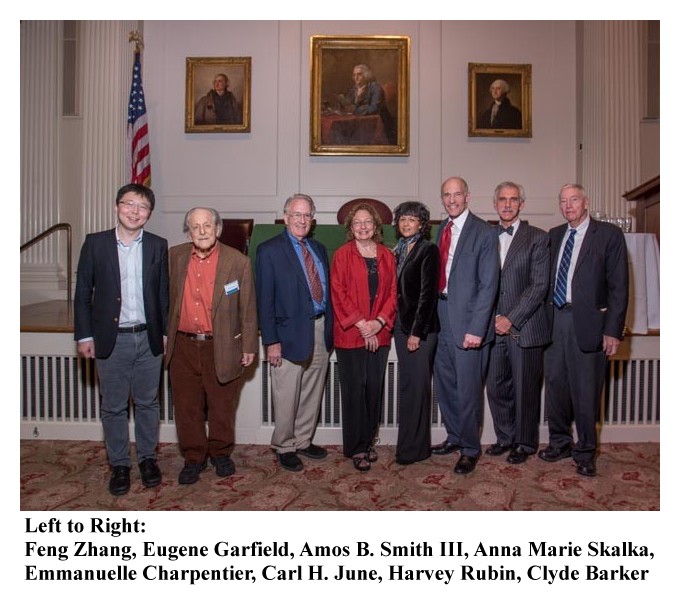 Left to Right:
Feng Zhang, Eugene Garfield, Amos B. Smith III, Anna Marie Skalka,
Emmanuelle Charpentier, Carl H. June, Harvey Rubin, Clyde Barker